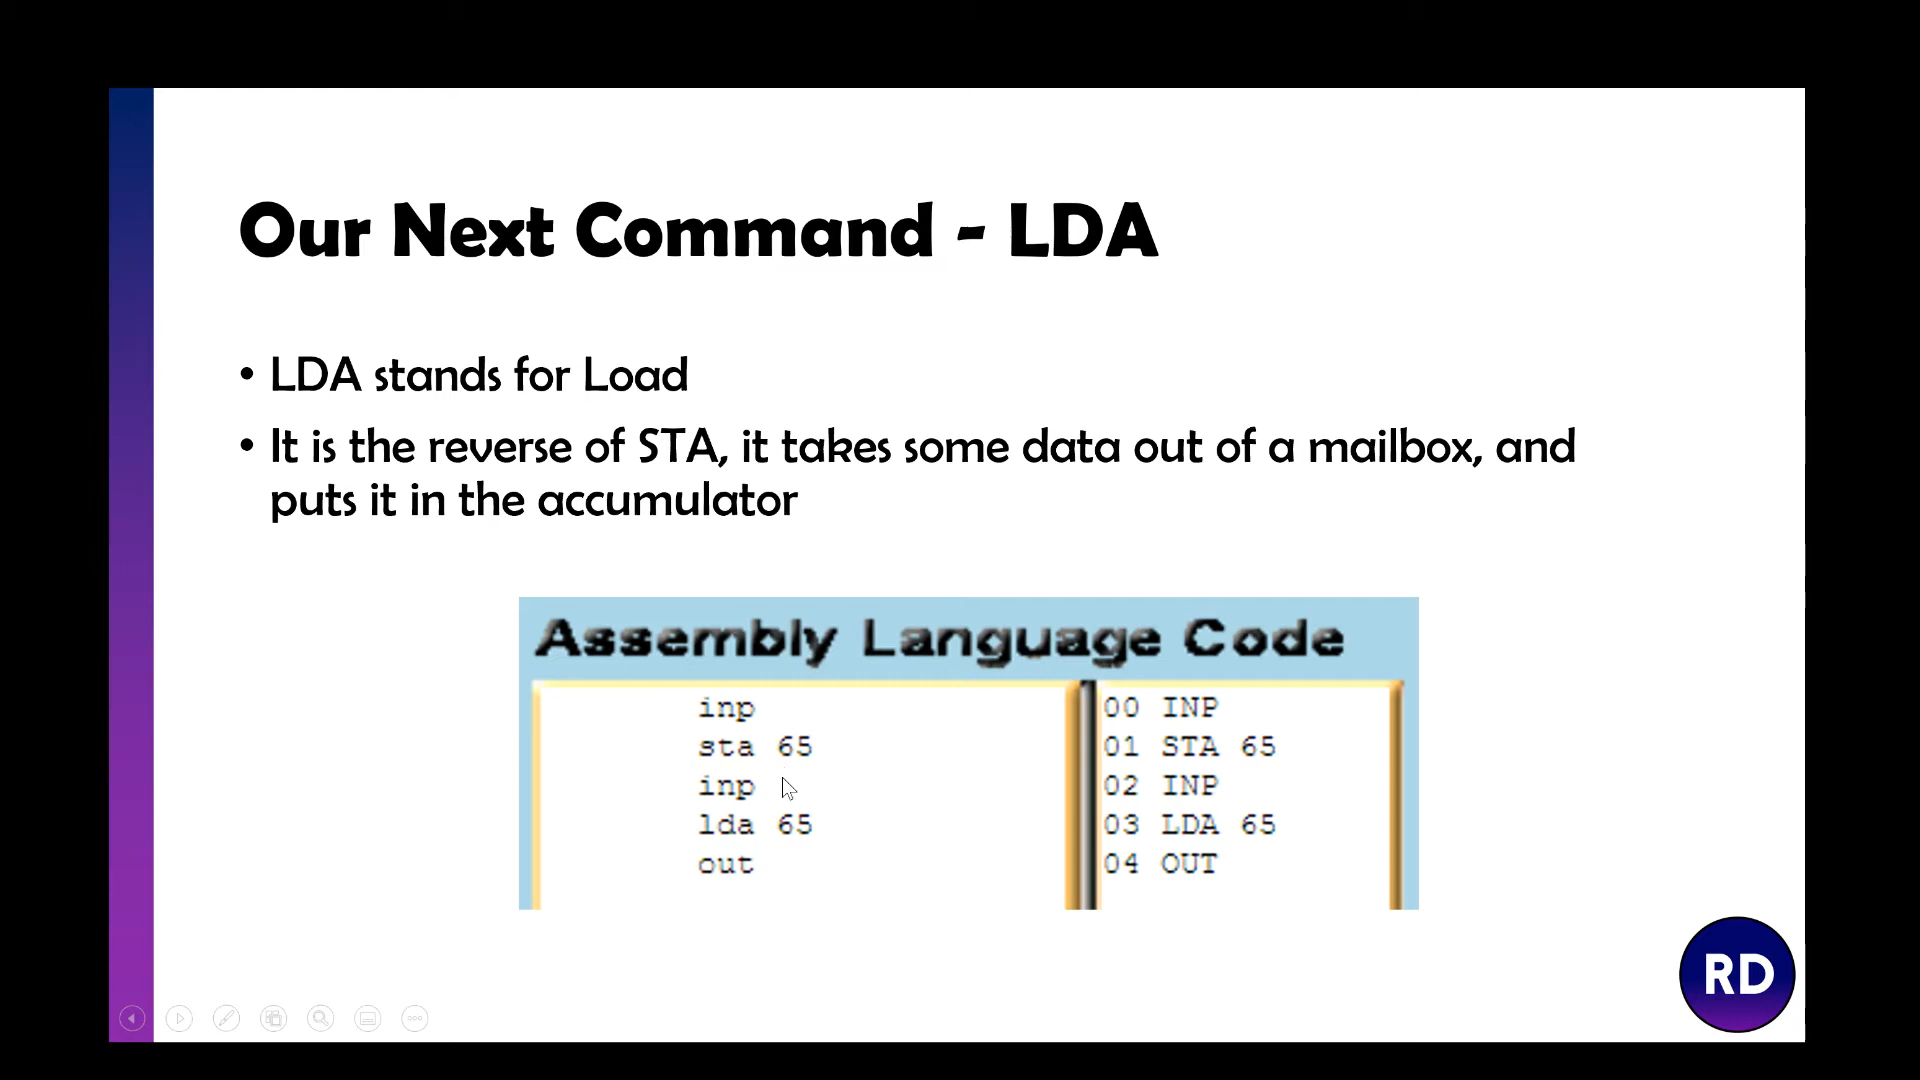 Our Next Command - LDA
• LDA stands for Load
• It is the reverse of STA, it takes some data out of a mailbox, and
puts it in the accumulator
Assembly Language Code
inp
sta 65
inp
lda 65
out
00 INP
01 STA 65
02 INP
03 LDA 65
04 OUT
RD